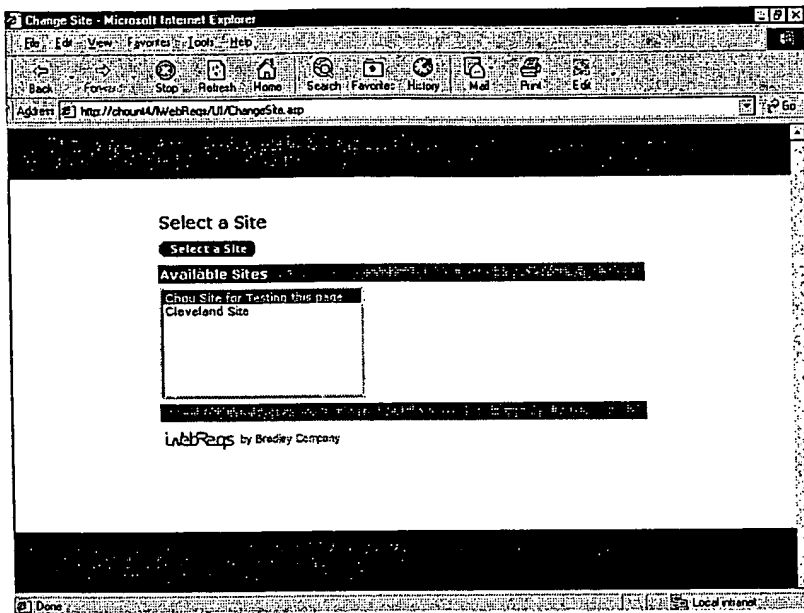 Change Site - Microsoft Internet Explorer
File Edit View Favorites Tools Help
Back Forward Stop Refresh Home Search Favorites History Mail Print Edit
Address http://chount4/IWebReqs/UI/ChangeSite.asp Go
Select a Site
Select a Site
Available Sites
Chou Site for Testing this page
Cleveland Site
iWebReqs by Bradley Company
Done Local intranet